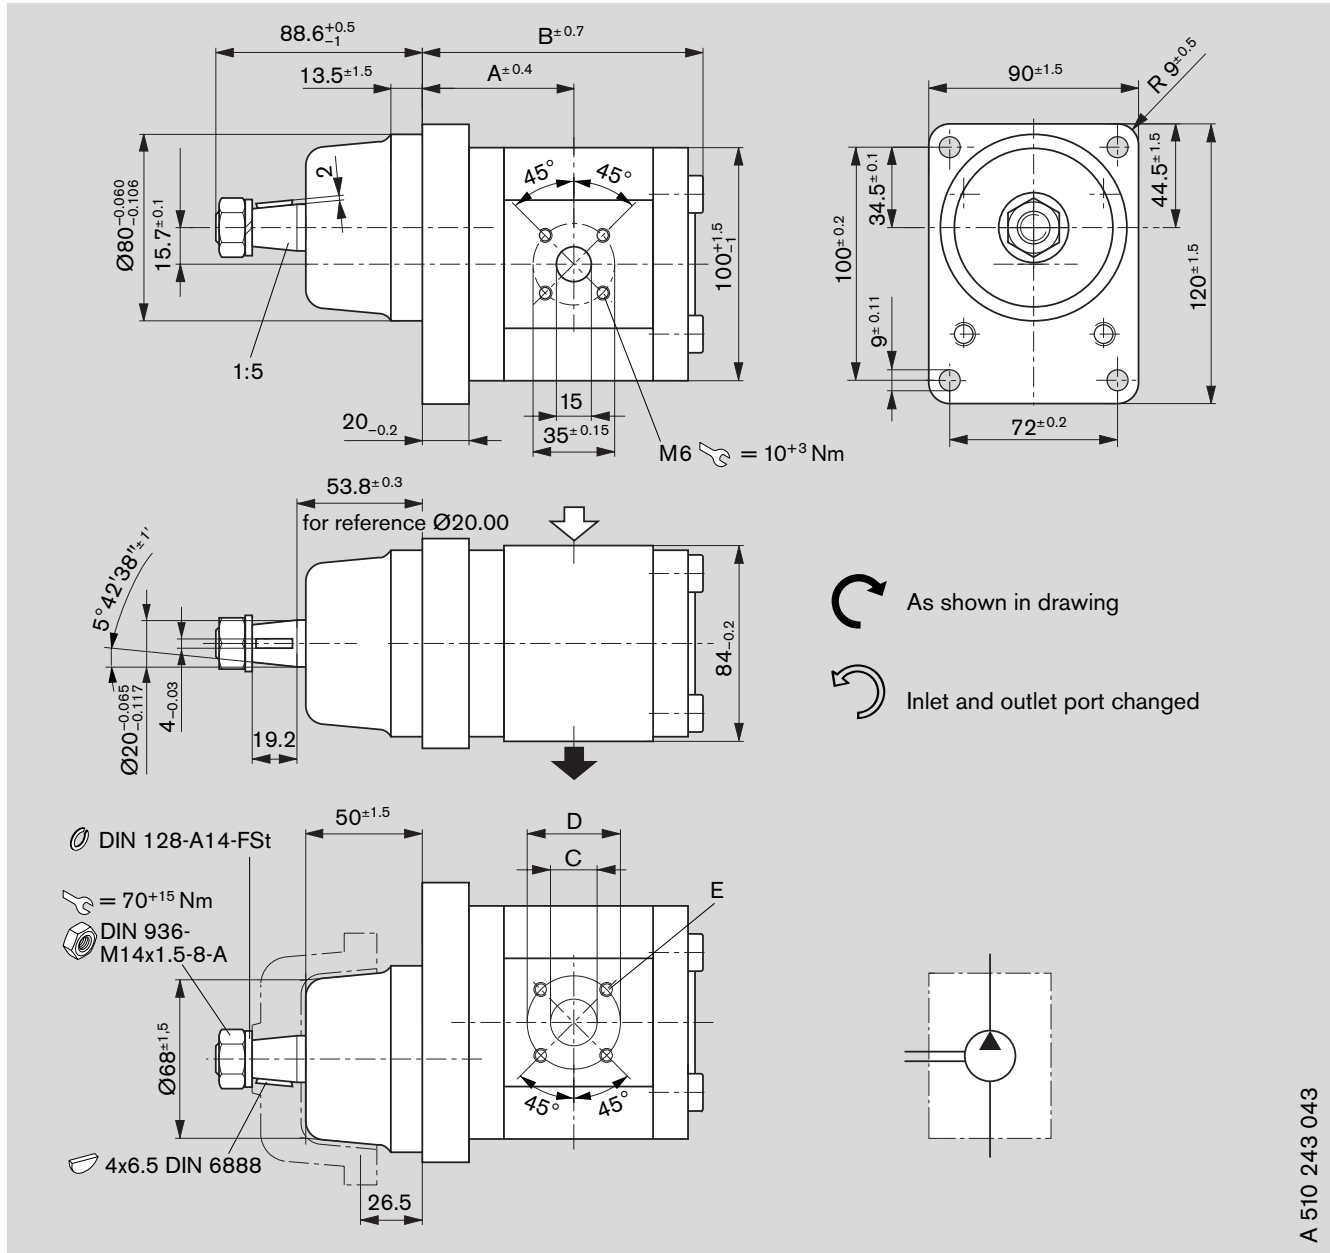 88.6 +0.5 −1
B ±0.7
13.5 ±1.5
A ±0.4
2
45° 45°
Ø80 −0.060 −0.106
15.7 ±0.1
100 +1.5 −1
1:5
15
20 −0.2
35 ±0.15
M6 = 10+3 Nm
90 ±1.5
R 9 ±0.5
34.5 ±0.1
44.5 ±1.5
100 ±0.2
120 ±1.5
9 ±0.11
72 ±0.2
53.8 ±0.3
for reference Ø20.00
5°42'38" ±1'
Ø20 −0.065 −0.117
4 −0.03
19.2
84 −0.2
As shown in drawing
Inlet and outlet port changed
50 ±1.5
D
C
E
DIN 128-A14-FSt
= 70+15 Nm
DIN 936-
M14x1.5-8-A
Ø68 ±1,5
45° 45°
4x6.5 DIN 6888
26.5
A 510 243 043